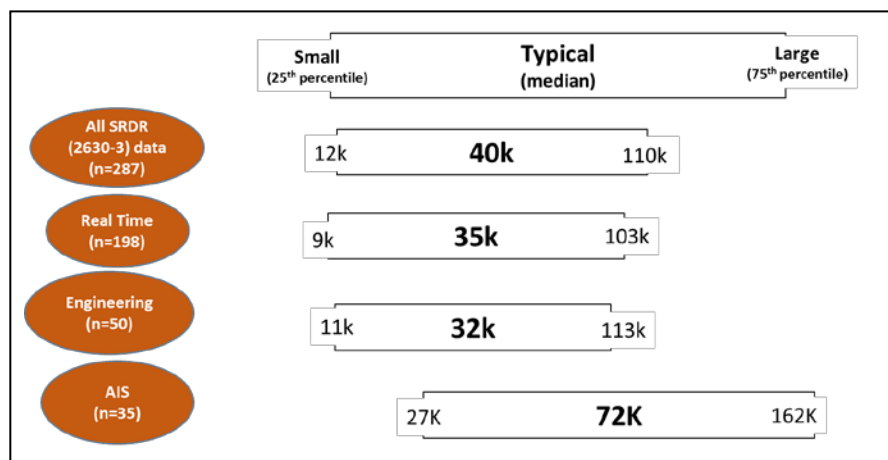 Small
(25th percentile)
Typical
(median)
Large
(75th percentile)
All SRDR
(2630-3) data
(n=287)
12k
40k
110k
Real Time
(n=198)
9k
35k
103k
Engineering
(n=50)
11k
32k
113k
AIS
(n=35)
27K
72K
162K